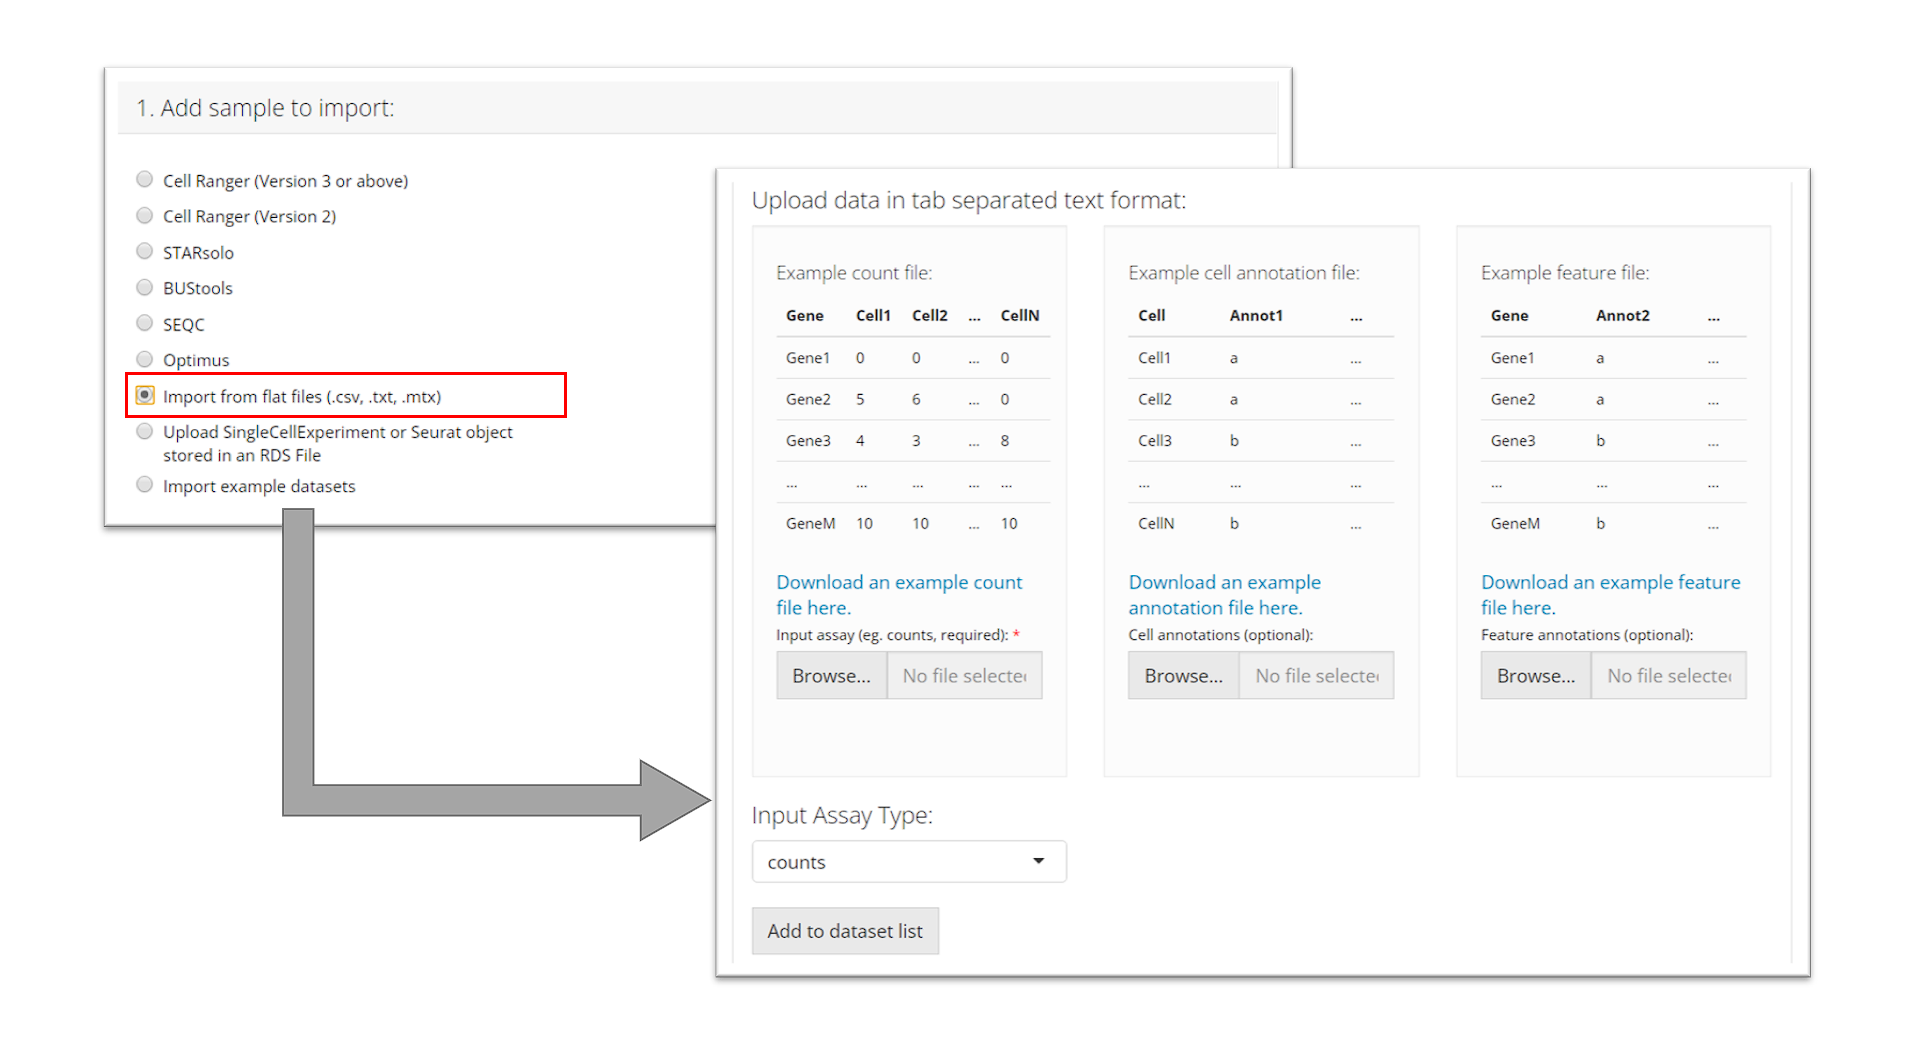 1. Add sample to import:
Cell Ranger (Version 3 or above)
Cell Ranger (Version 2)
STARsolo
BUStools
SEQC
Optimus
Import from flat files (.csv, .txt, .mtx)
Upload SingleCellExperiment or Seurat object
stored in an RDS File
Import example datasets
Upload data in tab separated text format:
Example count file:
Gene Cell1 Cell2 ... CellN
Gene1 0 0 ... 0
Gene2 5 6 ... 0
Gene3 4 3 ... 8
... ... ... ... ...
GeneM 10 10 ... 10
Download an example count
file here.
Input assay (eg. counts, required): *
Browse... No file selected
Example cell annotation file:
Cell Annot1 ...
Cell1 a ...
Cell2 a ...
Cell3 b ...
... ... ...
CellN b ...
Download an example
annotation file here.
Cell annotations (optional):
Browse... No file selected
Example feature file:
Gene Annot2 ...
Gene1 a ...
Gene2 a ...
Gene3 b ...
... ... ...
GeneM b ...
Download an example feature
file here.
Feature annotations (optional):
Browse... No file selected
Input Assay Type:
counts
Add to dataset list